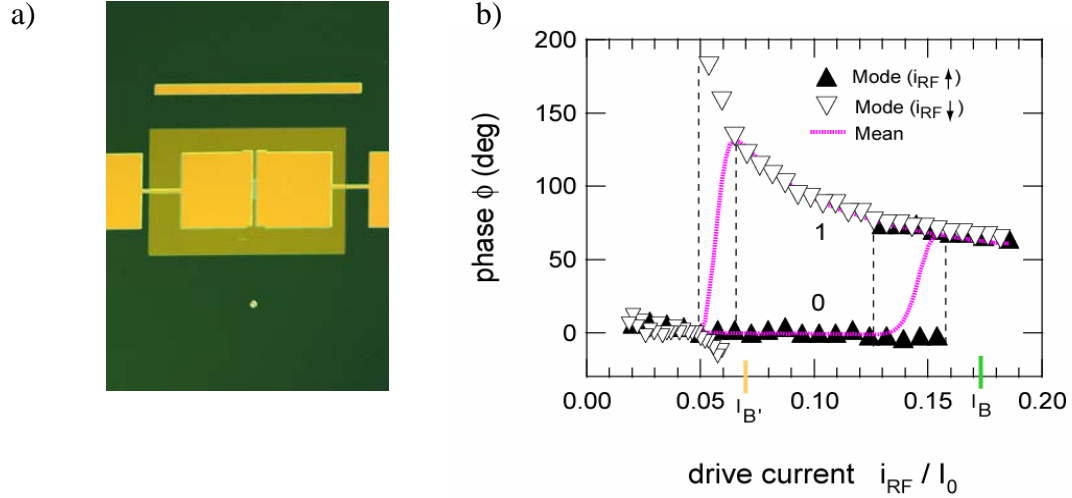 a)
b)
200
150
100
50
0
phase ϕ (deg)
Mode (iRF ↑)
Mode (iRF ↓)
Mean
1
0
0.00
0.05
0.10
0.15
0.20
IB'
IB
drive current iRF / I0